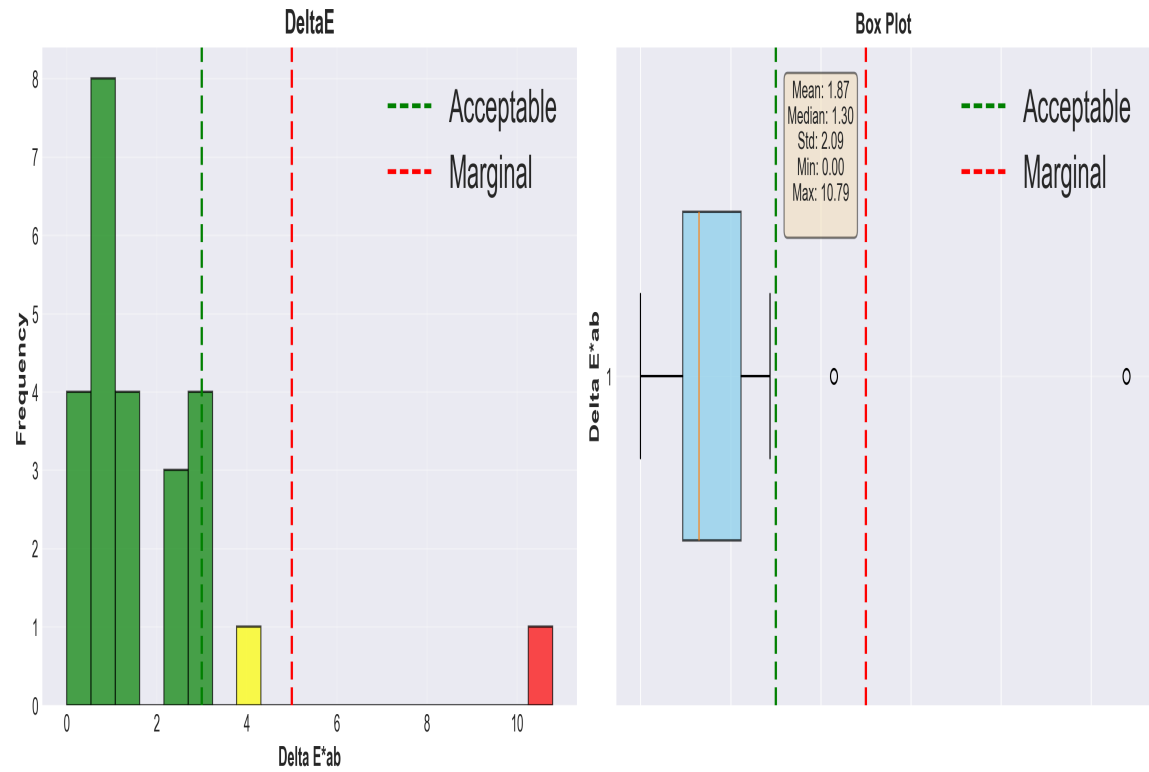 DeltaE
Frequency
8
7
6
5
4
3
2
1
0
0 2 4 6 8 10
Delta E*ab
Acceptable
Marginal
Box Plot
Delta E*ab
1
Mean: 1.87
Median: 1.30
Std: 2.09
Min: 0.00
Max: 10.79
Acceptable
Marginal